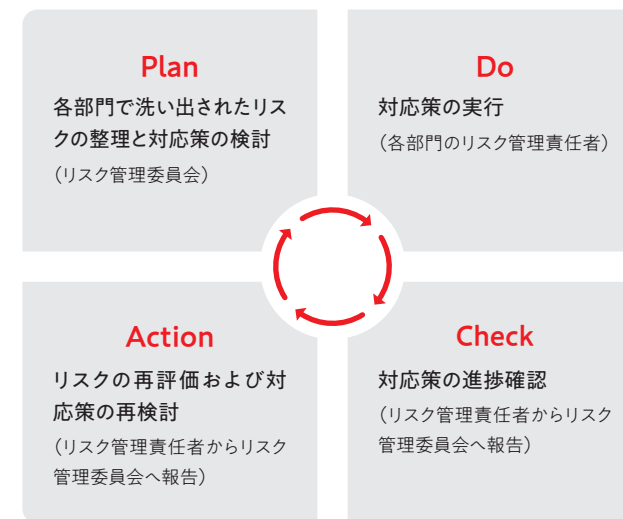 Plan
各部門で洗い出されたリス
クの整理と対応策の検討
（リスク管理委員会）
Do
対応策の実行
（各部門のリスク管理責任者）
Action
リスクの再評価および対
応策の再検討
（リスク管理責任者からリスク
管理委員会へ報告）
Check
対応策の進捗確認
（リスク管理責任者からリスク
管理委員会へ報告）